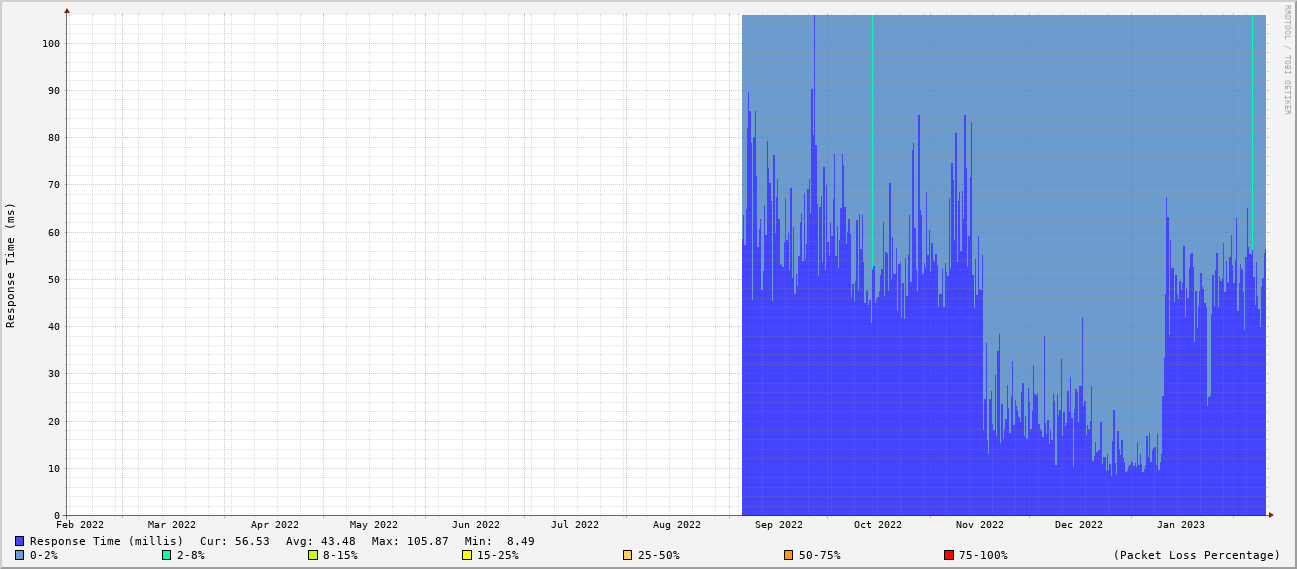 RRDTOOL / TOBI OETIKER
Response Time (ms)
100
90
80
70
60
50
40
30
20
10
0
Feb 2022 Mar 2022 Apr 2022 May 2022 Jun 2022 Jul 2022 Aug 2022 Sep 2022 Oct 2022 Nov 2022 Dec 2022 Jan 2023
Response Time (millis) Cur: 56.53 Avg: 43.48 Max: 105.87 Min: 8.49
0-2% 2-8% 8-15% 15-25% 25-50% 50-75% 75-100% (Packet Loss Percentage)